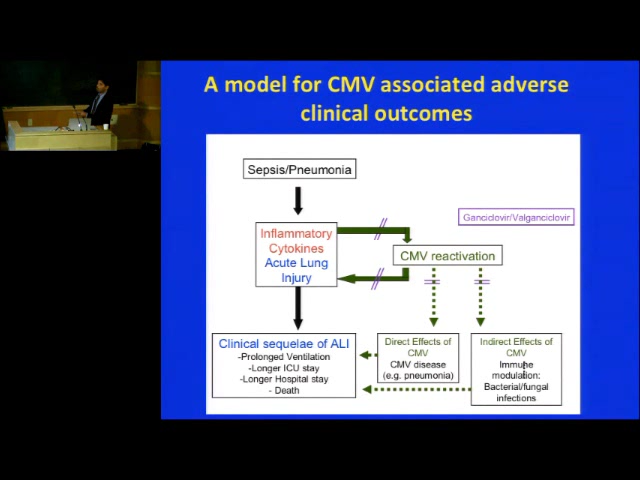 A model for CMV associated adverse
clinical outcomes
Sepsis/Pneumonia
Ganciclovir/Valganciclovir
Inflammatory
Cytokines
Acute Lung
Injury
CMV reactivation
Clinical sequelae of ALI
-Prolonged Ventilation
-Longer ICU stay
-Longer Hospital stay
- Death
Direct Effects of
CMV
CMV disease
(e.g. pneumonia)
Indirect Effects of
CMV
Immune
modulation:
Bacterial/fungal
infections